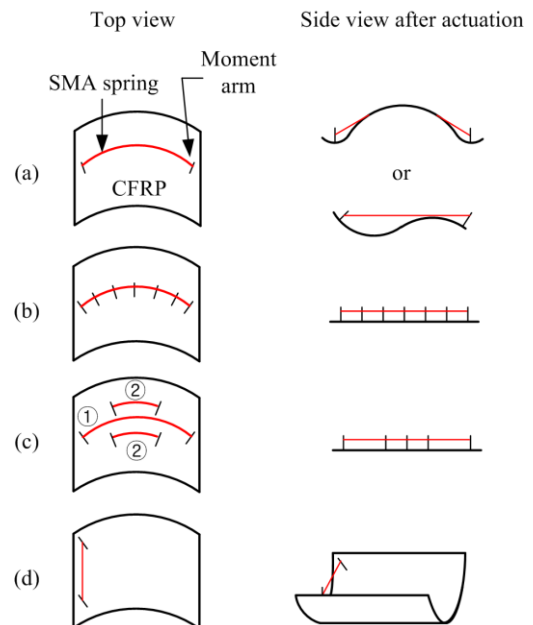 Top view
Side view after actuation
SMA spring
Moment
arm
(a)
CFRP
or
(b)
(c)
①
②
②
(d)